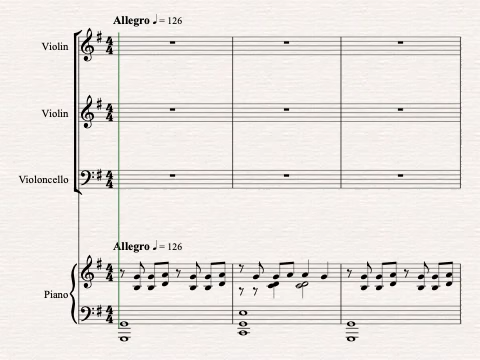 Allegro ♩ = 126
Violin
Violin
Violoncello
Allegro ♩ = 126
Piano